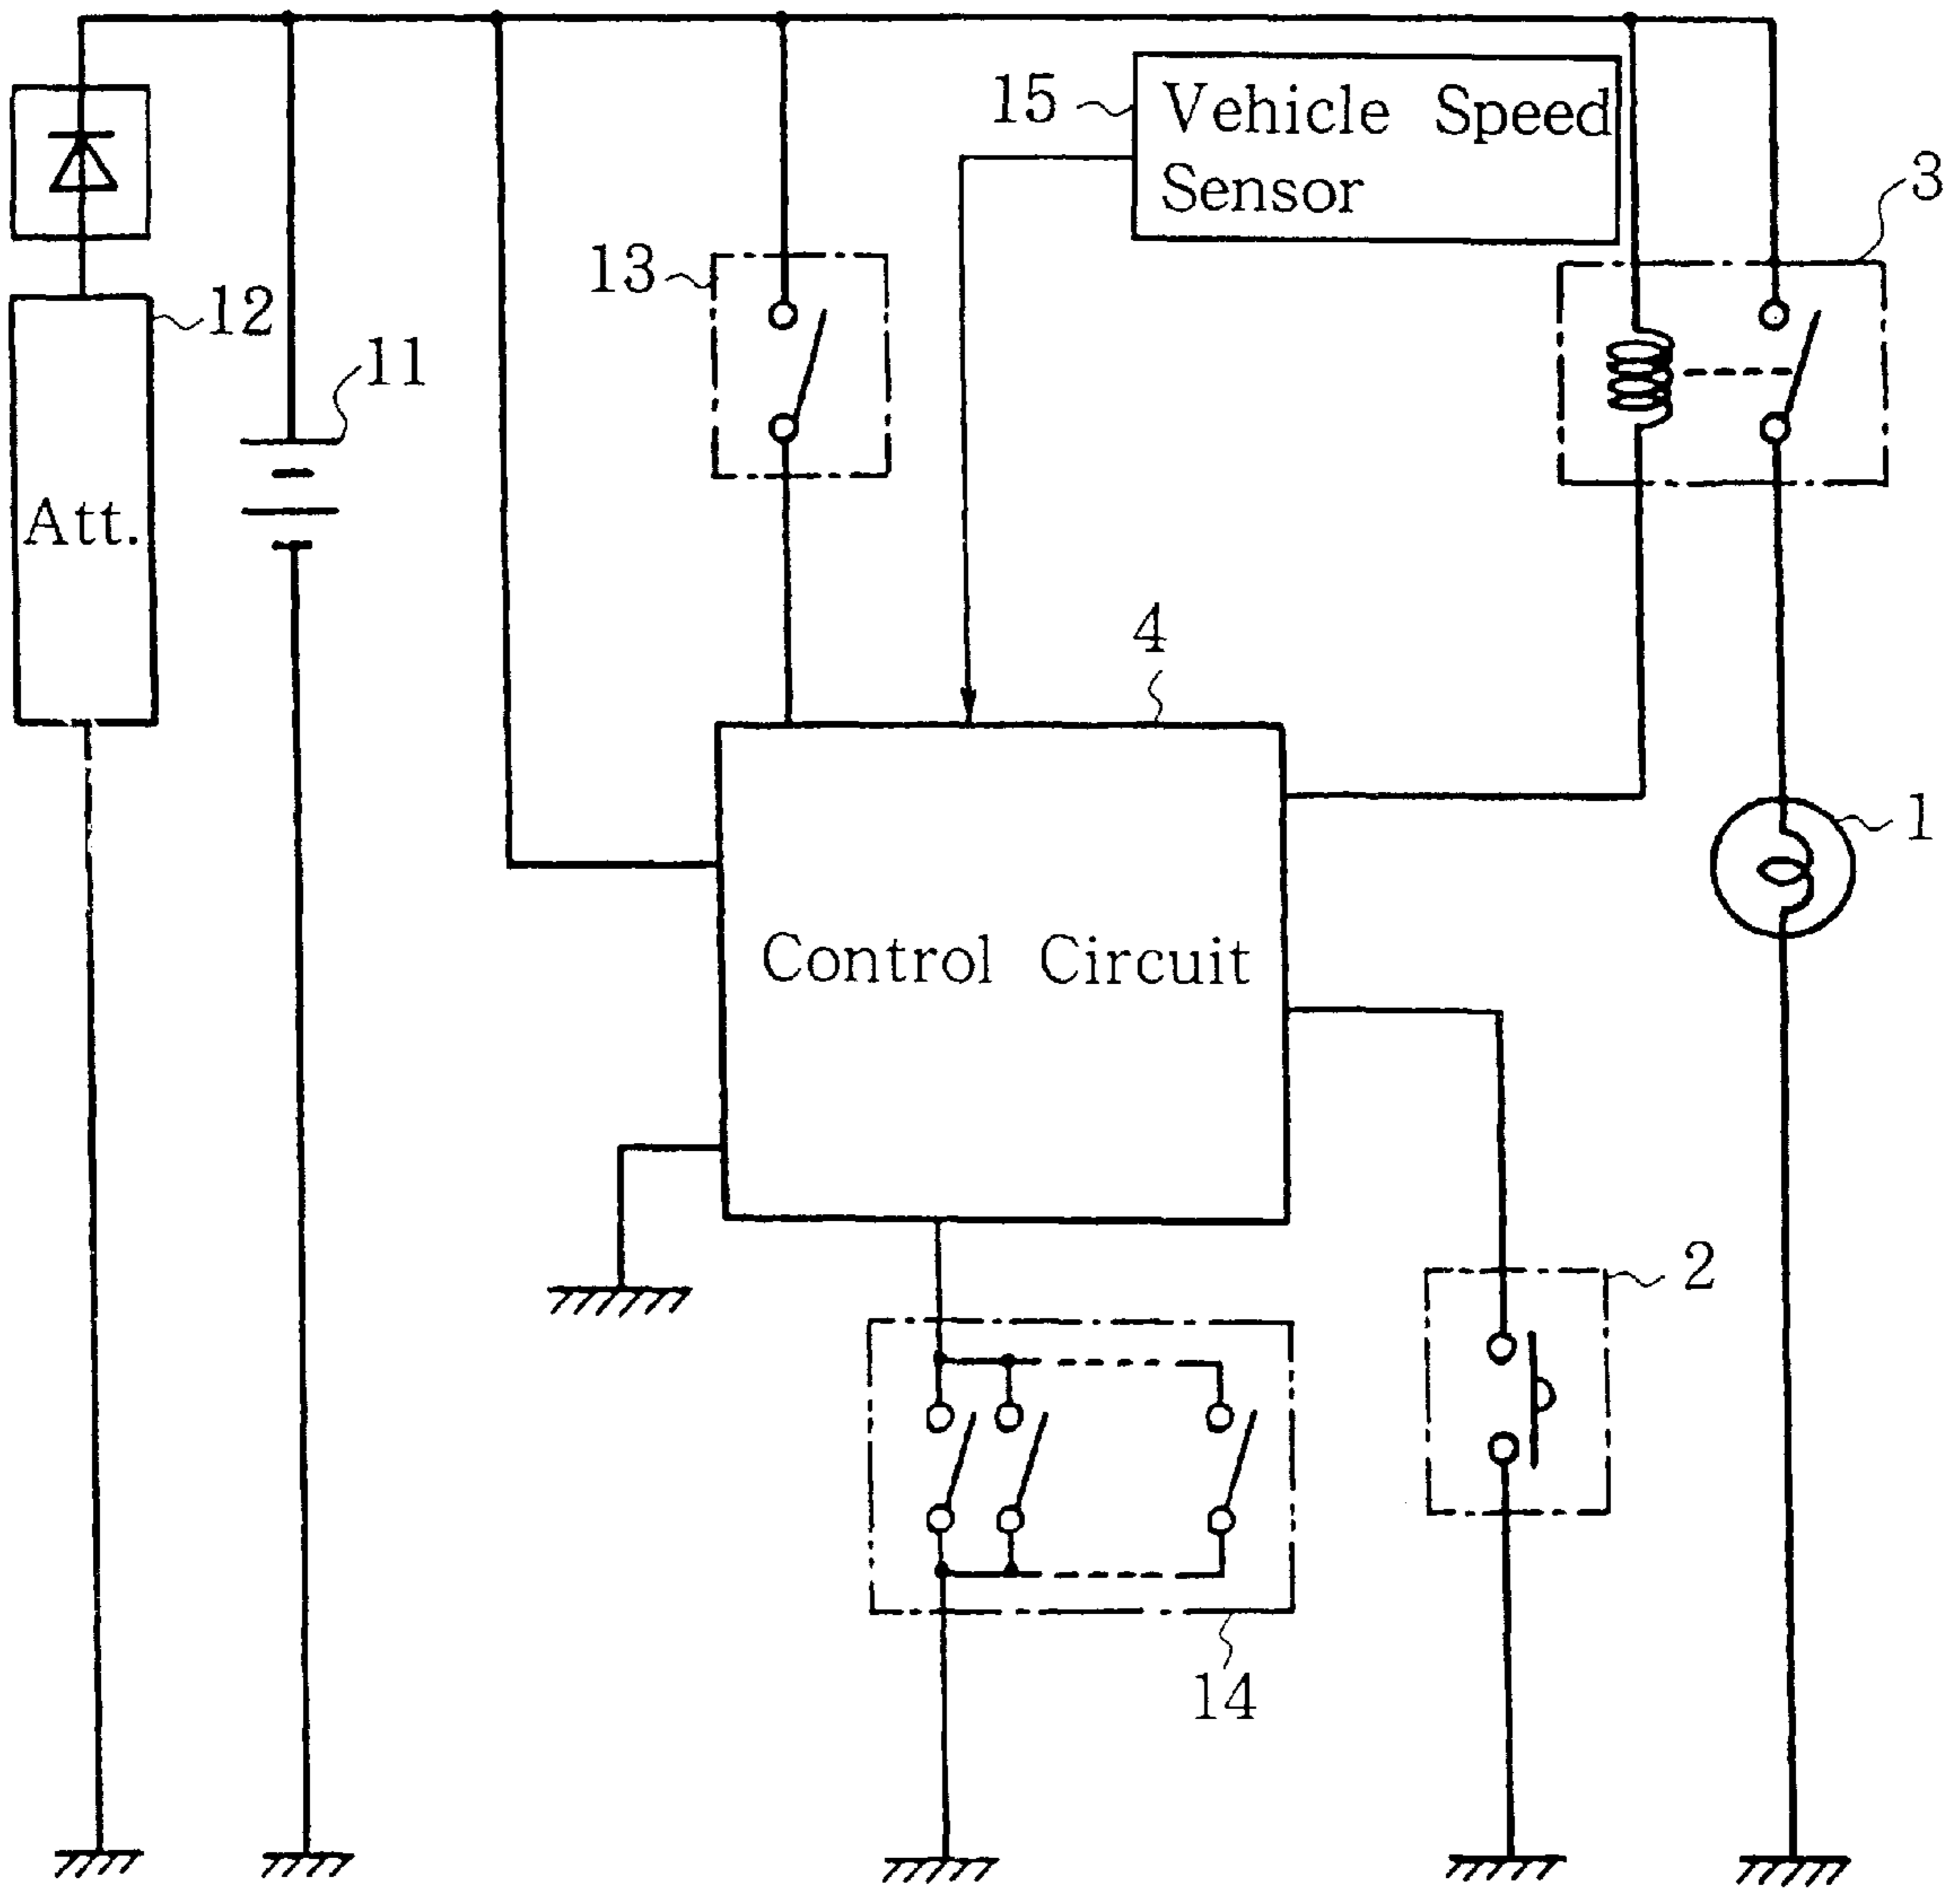 15
Vehicle Speed
Sensor
3
13
12
11
Att.
4
1
Control Circuit
2
14